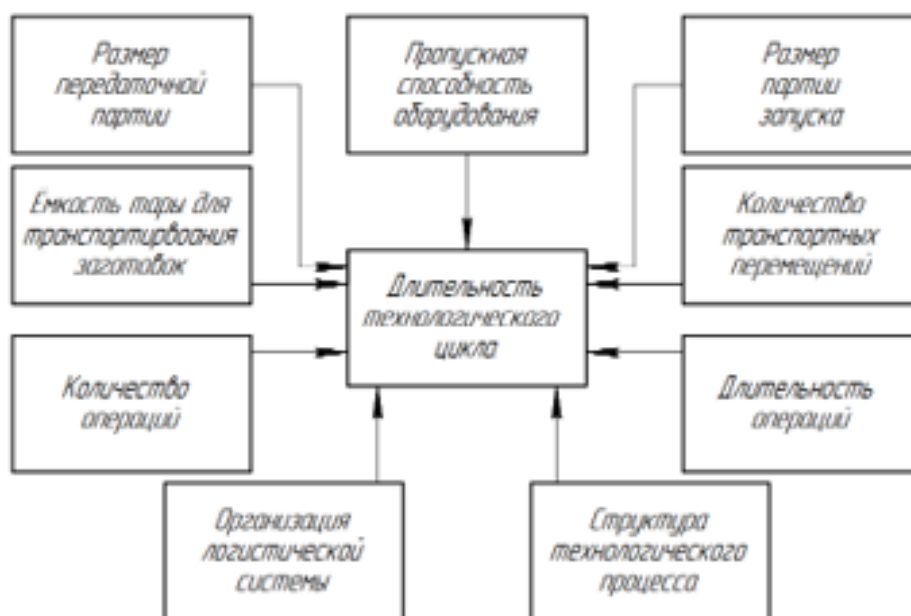 Размер
передаточной
партии
Пропускная
способность
оборудования
Размер
партии
запуска
Емкость тары для
транспортирвоания
заготовок
Количество
транспортных
перемещений
Длительность
технологического
цикла
Количество
операций
Длительность
операций
Организация
логистической
системы
Структура
технологического
процесса